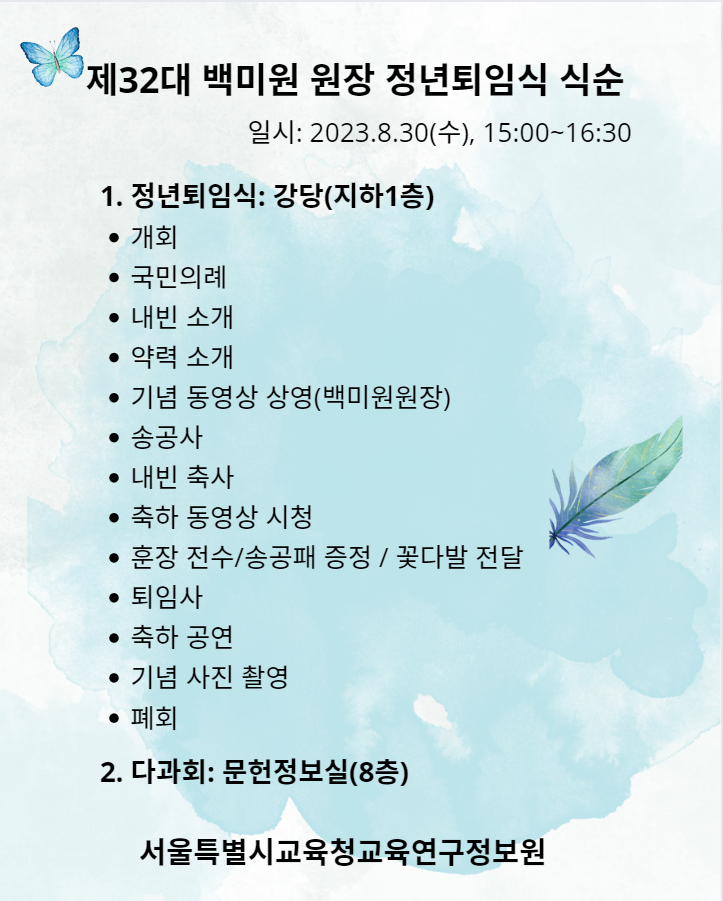 제32대 백미원 원장 정년퇴임식 식순
일시: 2023.8.30(수), 15:00~16:30
1. 정년퇴임식: 강당(지하1층)
• 개회
• 국민의례
• 내빈 소개
• 약력 소개
• 기념 동영상 상영(백미원원장)
• 송공사
• 내빈 축사
• 축하 동영상 시청
• 훈장 전수/송공패 증정 / 꽃다발 전달
• 퇴임사
• 축하 공연
• 기념 사진 촬영
• 폐회
2. 다과회: 문헌정보실(8층)
서울특별시교육청교육연구정보원